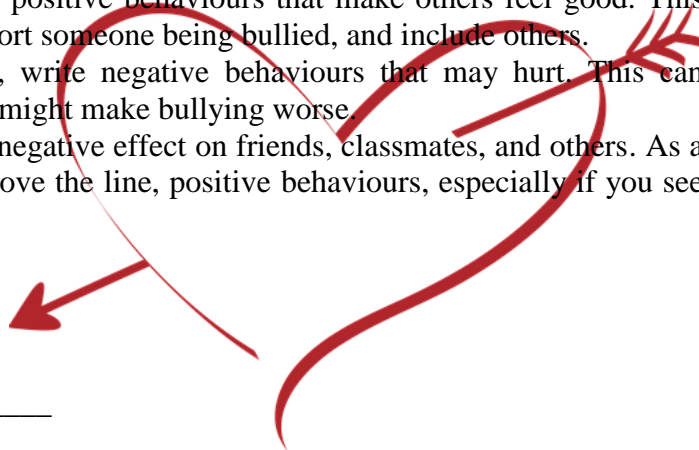 positive behaviours that make others feel good. This
ort someone being bullied, and include others.
, write negative behaviours that may hurt. This can
might make bullying worse.
negative effect on friends, classmates, and others. As a
ove the line, positive behaviours, especially if you see